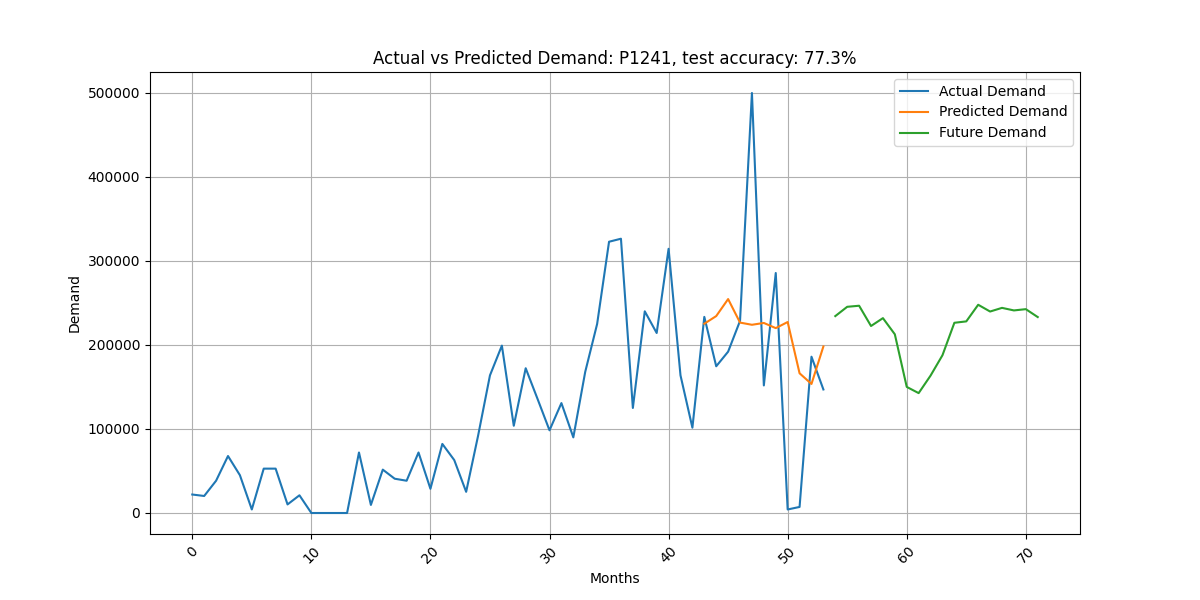 Actual vs Predicted Demand: P1241, test accuracy: 77.3%
Actual Demand
Predicted Demand
Future Demand
500000
400000
300000
200000
100000
0
Demand
0 10 20 30 40 50 60 70
Months